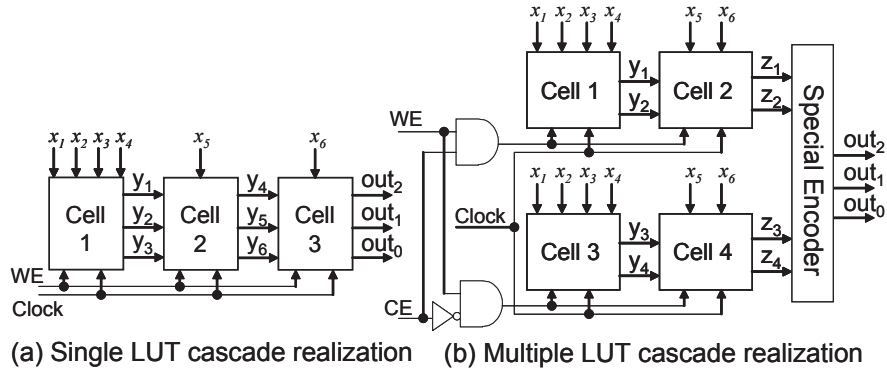 x1 x2 x3 x4
x5
x6
Cell 1
y1
y2
y3
Cell 2
y4
y5
y6
Cell 3
out2
out1
out0
WE
Clock
(a) Single LUT cascade realization
x1 x2 x3 x4
x5 x6
Cell 1
y1
y2
Cell 2
z1
z2
WE
Clock
CE
x1 x2 x3 x4
x5 x6
Cell 3
y3
y4
Cell 4
z3
z4
Special Encoder
out2
out1
out0
(b) Multiple LUT cascade realization